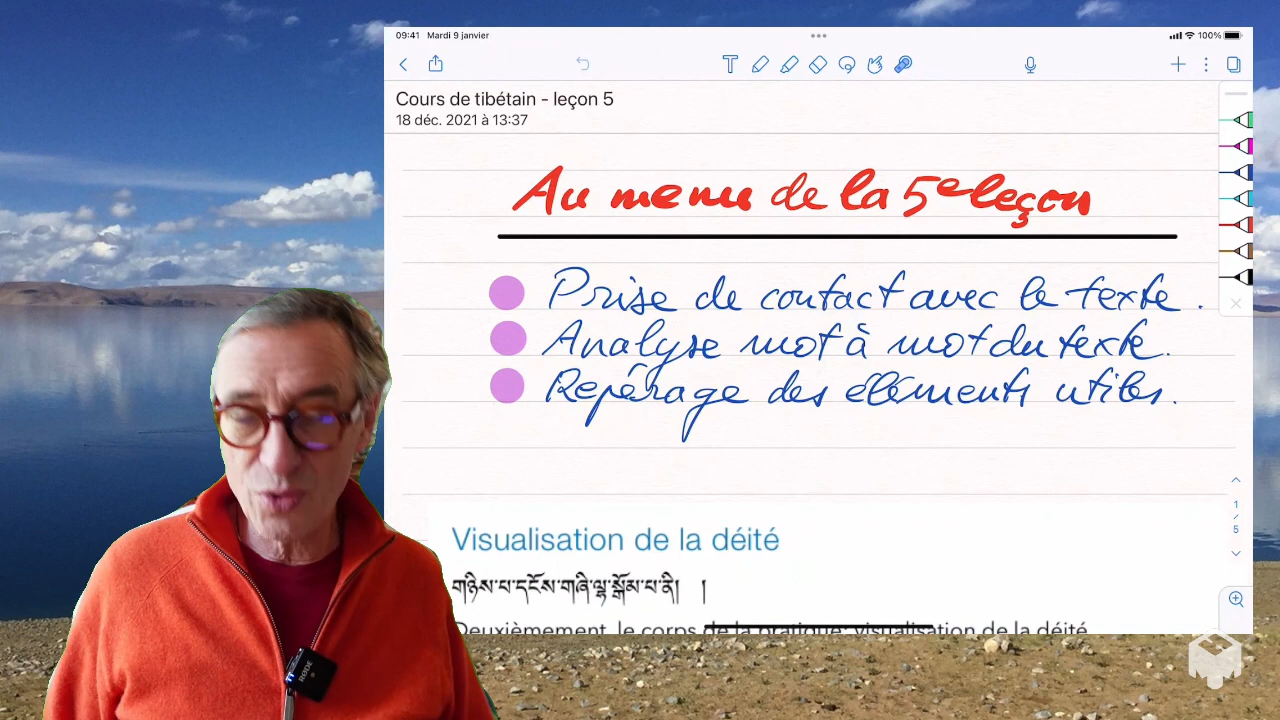 09:41 Mardi 9 janvier
100%
Cours de tibétain - leçon 5
18 déc. 2021 à 13:37
Au menu de la 5e leçon
Prise de contact avec le texte.
Analyse mot à mot du texte.
Repérage des éléments utiles.
1
5
Visualisation de la déité
གཉིས་པ་དངོས་གཞི་ལྷ་སྒོམ་པ་ནི། །
Deuxièmement, le corps de la pratique: visualisation de la déité
RØDE